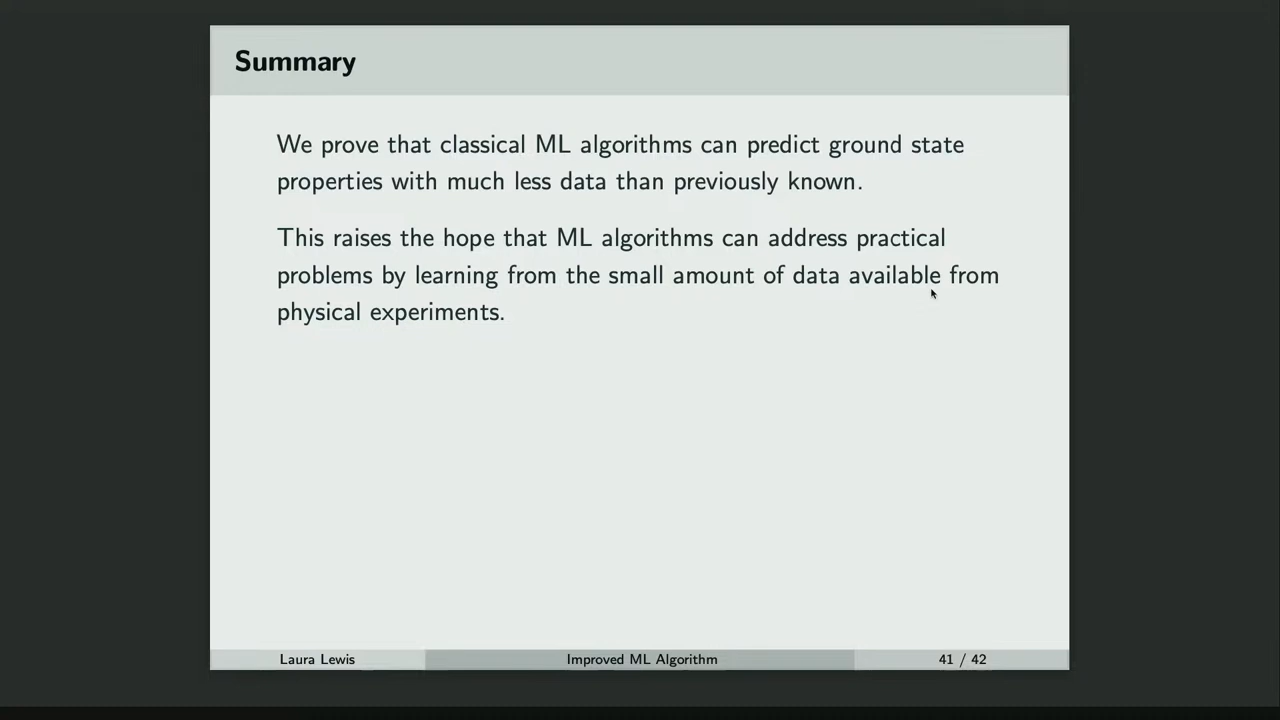 Summary
We prove that classical ML algorithms can predict ground state
properties with much less data than previously known.
This raises the hope that ML algorithms can address practical
problems by learning from the small amount of data available from
physical experiments.
Laura Lewis
Improved ML Algorithm
41 / 42